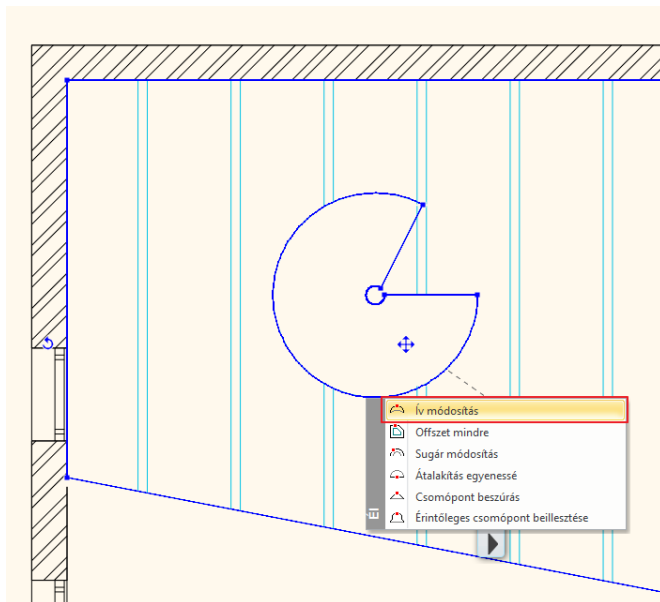 Ív módosítás
Offszet mindre
Sugár módosítás
Átalakítás egyenessé
Csomópont beszúrás
Érintőleges csomópont beillesztése
Él